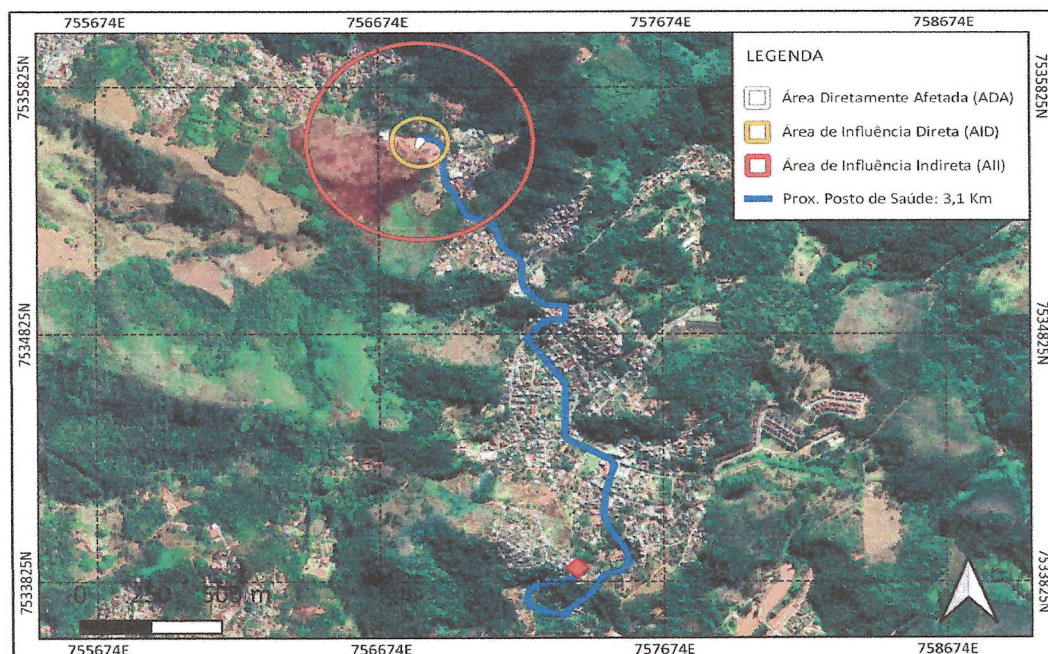 755674E 756674E 757674E 758674E
LEGENDA
Área Diretamente Afetada (ADA)
Área de Influência Direta (AID)
Área de Influência Indireta (AII)
Prox. Posto de Saúde: 3,1 Km
7535825N 7535825N
7534825N 7534825N
7533825N 7533825N
0 250 500 m
755674E 756674E 757674E 758674E